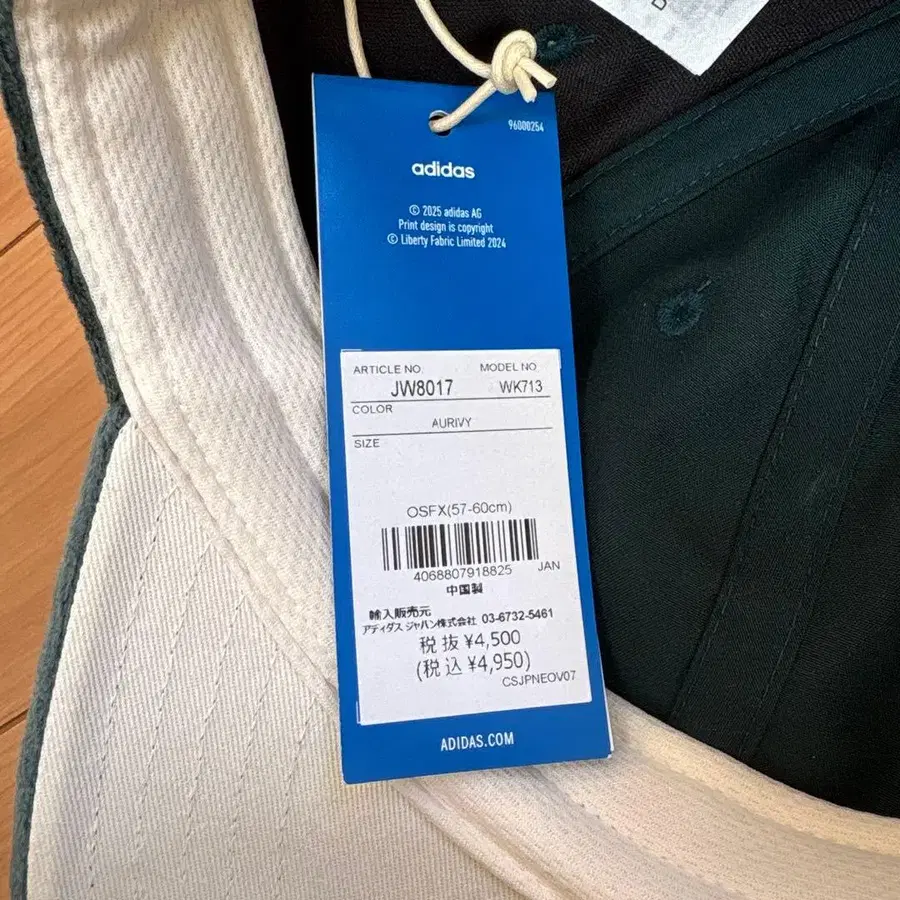 D
96000254
adidas
© 2025 adidas AG
Print design is copyright
© Liberty Fabric Limited 2024
ARTICLE NO. MODEL NO.
JW8017 WK713
COLOR
AURIVY
SIZE
OSFX(57-60cm)
4068807918825 JAN
中国製
輸入販売元
アディダス ジャパン株式会社 03-6732-5461
税 抜 ¥4,500
(税 込 ¥4,950)
CSJPNEOV07
ADIDAS.COM